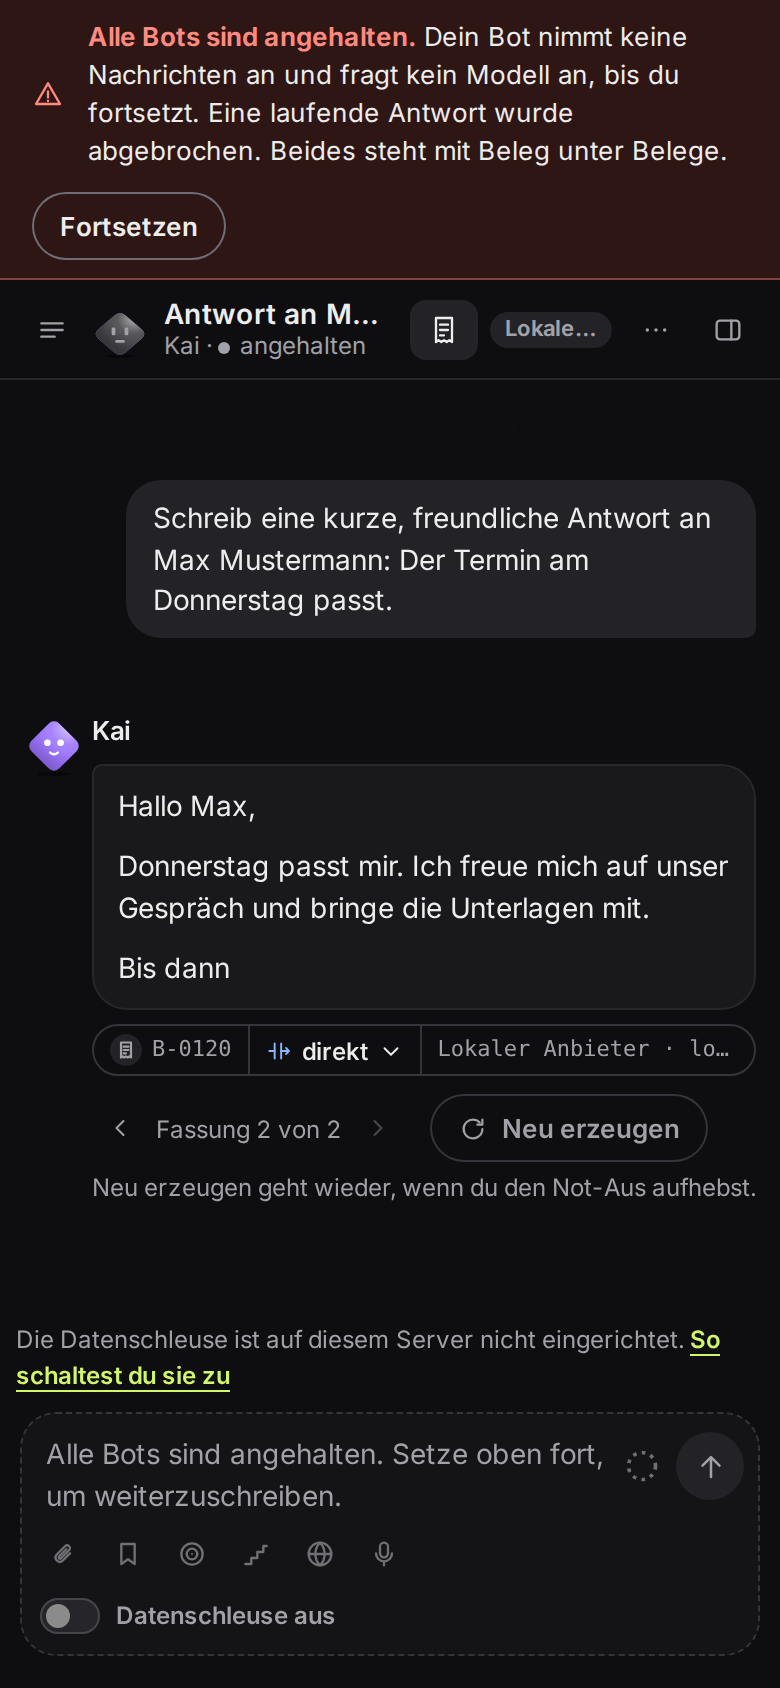 Alle Bots sind angehalten. Dein Bot nimmt keine
Nachrichten an und fragt kein Modell an, bis du
fortsetzt. Eine laufende Antwort wurde
abgebrochen. Beides steht mit Beleg unter Belege.
Fortsetzen
Antwort an M...
Lokale...
Kai · angehalten
Schreib eine kurze, freundliche Antwort an
Max Mustermann: Der Termin am
Donnerstag passt.
Kai
Hallo Max,
Donnerstag passt mir. Ich freue mich auf unser
Gespräch und bringe die Unterlagen mit.
Bis dann
B-0120 direkt Lokaler Anbieter · lo…
Fassung 2 von 2 Neu erzeugen
Neu erzeugen geht wieder, wenn du den Not-Aus aufhebst.
Die Datenschleuse ist auf diesem Server nicht eingerichtet. So
schaltest du sie zu
Alle Bots sind angehalten. Setze oben fort,
um weiterzuschreiben.
Datenschleuse aus